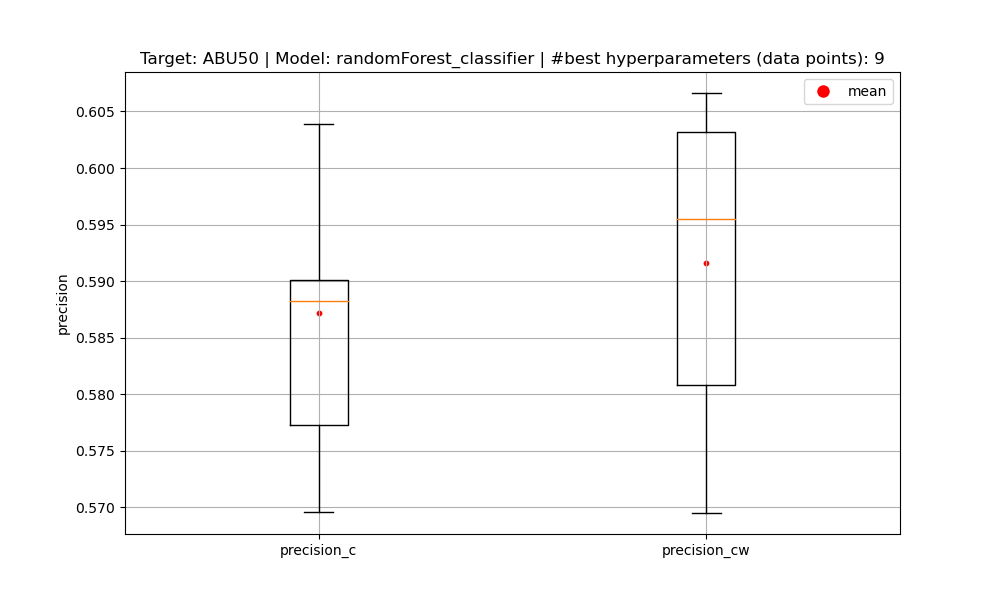 Target: ABU50 | Model: randomForest_classifier | #best hyperparameters (data points): 9
mean
0.605
0.600
0.595
0.590
0.585
0.580
0.575
0.570
precision
precision_c
precision_cw